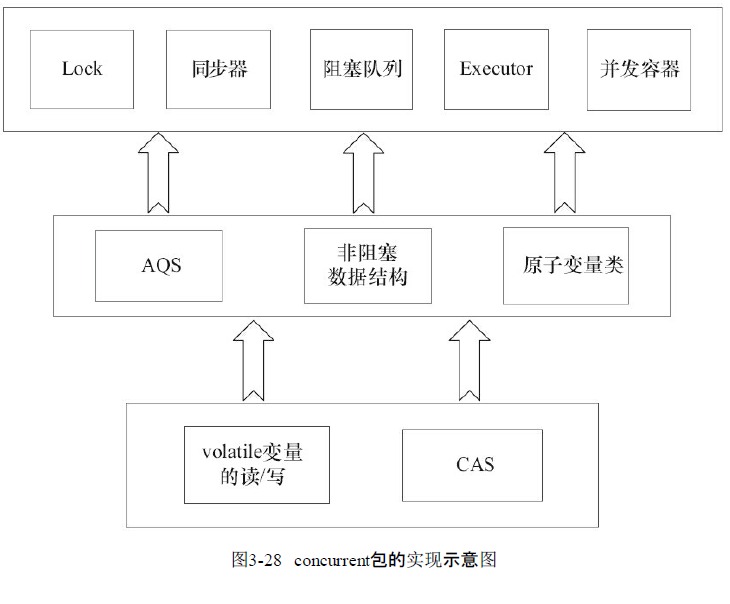 Lock
同步器
阻塞队列
Executor
并发容器
AQS
非阻塞
数据结构
原子变量类
volatile变量
的读/写
CAS
图3-28 concurrent包的实现示意图